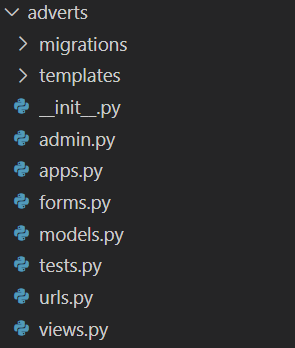 adverts
migrations
templates
__init__.py
admin.py
apps.py
forms.py
models.py
tests.py
urls.py
views.py